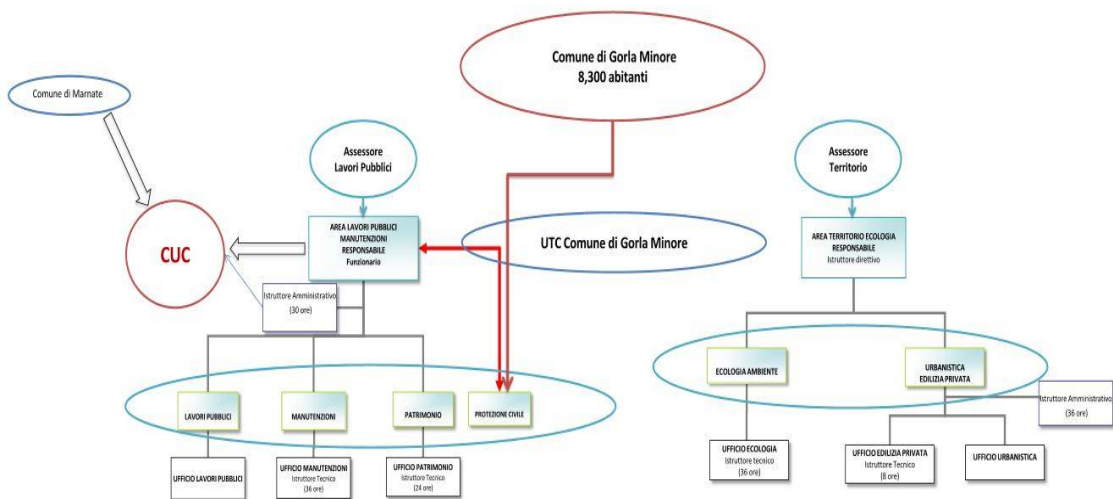 Comune di Gorla Minore
8,300 abitanti
Comune di Marnate
Assessore
Lavori Pubblici
Assessore
Territorio
CUC
AREA LAVORI PUBBLICI
MANUTENZIONI
RESPONSABILE
Funzionario
UTC Comune di Gorla Minore
AREA TERRITORIO ECOLOGIA
RESPONSABILE
Istruttore direttivo
Istruttore Amministrativo
(30 ore)
LAVORI PUBBLICI
MANUTENZIONI
PATRIMONIO
PROTEZIONE CIVILE
ECOLOGIA AMBIENTE
URBANISTICA
EDILIZIA PRIVATA
Istruttore Amministrativo
(36 ore)
UFFICIO LAVORI PUBBLICI
UFFICIO MANUTENZIONI
Istruttore Tecnico
(36 ore)
UFFICIO PATRIMONIO
Istruttore Tecnico
(24 ore)
UFFICIO ECOLOGIA
Istruttore tecnico
(36 ore)
UFFICIO EDILIZIA PRIVATA
Istruttore Tecnico
(8 ore)
UFFICIO URBANISTICA